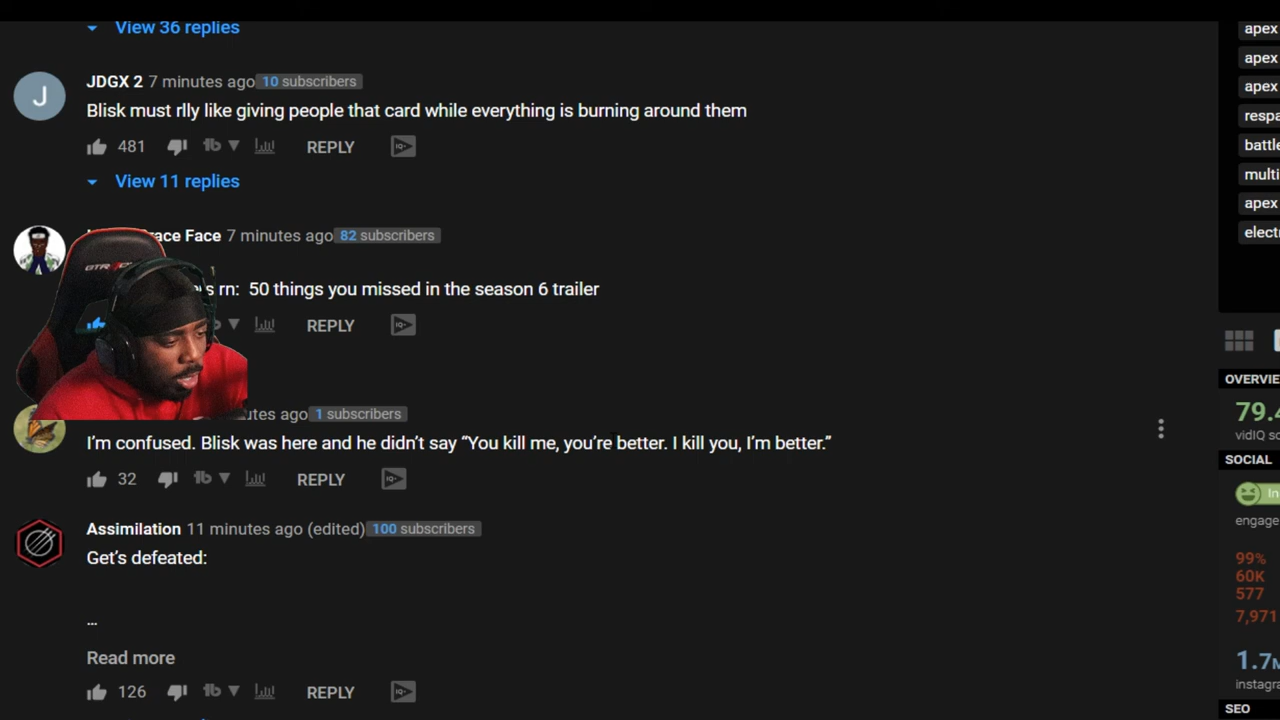 View 36 replies
JDGX 2 7 minutes ago 10 subscribers
Blisk must rlly like giving people that card while everything is burning around them
481 REPLY
View 11 replies
ace Face 7 minutes ago 82 subscribers
s rn: 50 things you missed in the season 6 trailer
REPLY
utes ago 1 subscribers
I'm confused. Blisk was here and he didn't say “You kill me, you're better. I kill you, I'm better.”
32 REPLY
Assimilation 11 minutes ago (edited) 100 subscribers
Get's defeated:
...
Read more
126 REPLY
apex
apex
apex
respa
battle
multi
apex
electr
OVERVIE
79.4
vidIQ sc
SOCIAL
In
engage
99%
60K
577
7,971
1.7M
instagra
SEO